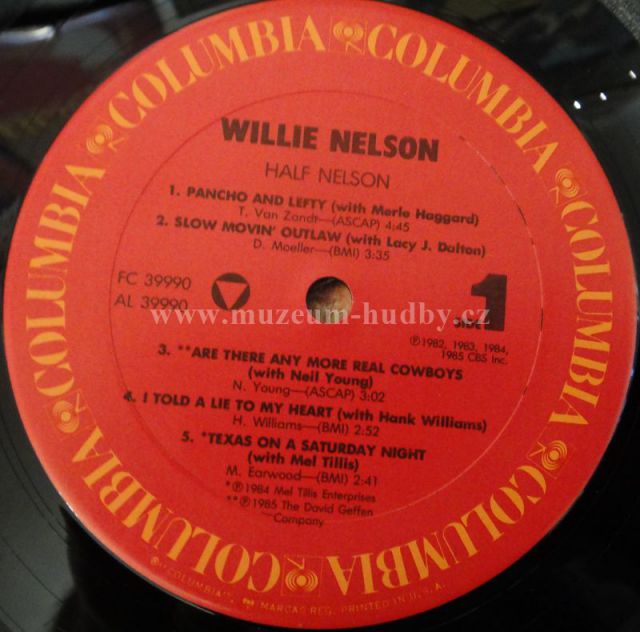 COLUMBIA COLUMBIA COLUMBIA COLUMBIA COLUMBIA COLUMBIA COLUMBIA
WILLIE NELSON
HALF NELSON
1. PANCHO AND LEFTY (with Merle Haggard)
T. Van Zandt—(ASCAP) 4:45
2. SLOW MOVIN' OUTLAW (with Lacy J. Dalton)
D. Moeller—(BMI) 3:35
FC 39990
AL 39990
SIDE 1
www.muzeum-hudby.cz
℗1982, 1983, 1984,
1985 CBS Inc.
3. **ARE THERE ANY MORE REAL COWBOYS
(with Neil Young)
N. Young—(ASCAP) 3:02
4. I TOLD A LIE TO MY HEART (with Hank Williams)
H. Williams—(BMI) 2:52
5. *TEXAS ON A SATURDAY NIGHT
(with Mel Tillis)
M. Earwood—(BMI) 2:41
*℗1984 Mel Tillis Enterprises
**℗1985 The David Geffen
Company
"COLUMBIA", MARCAS REG. PRINTED IN U.S.A.